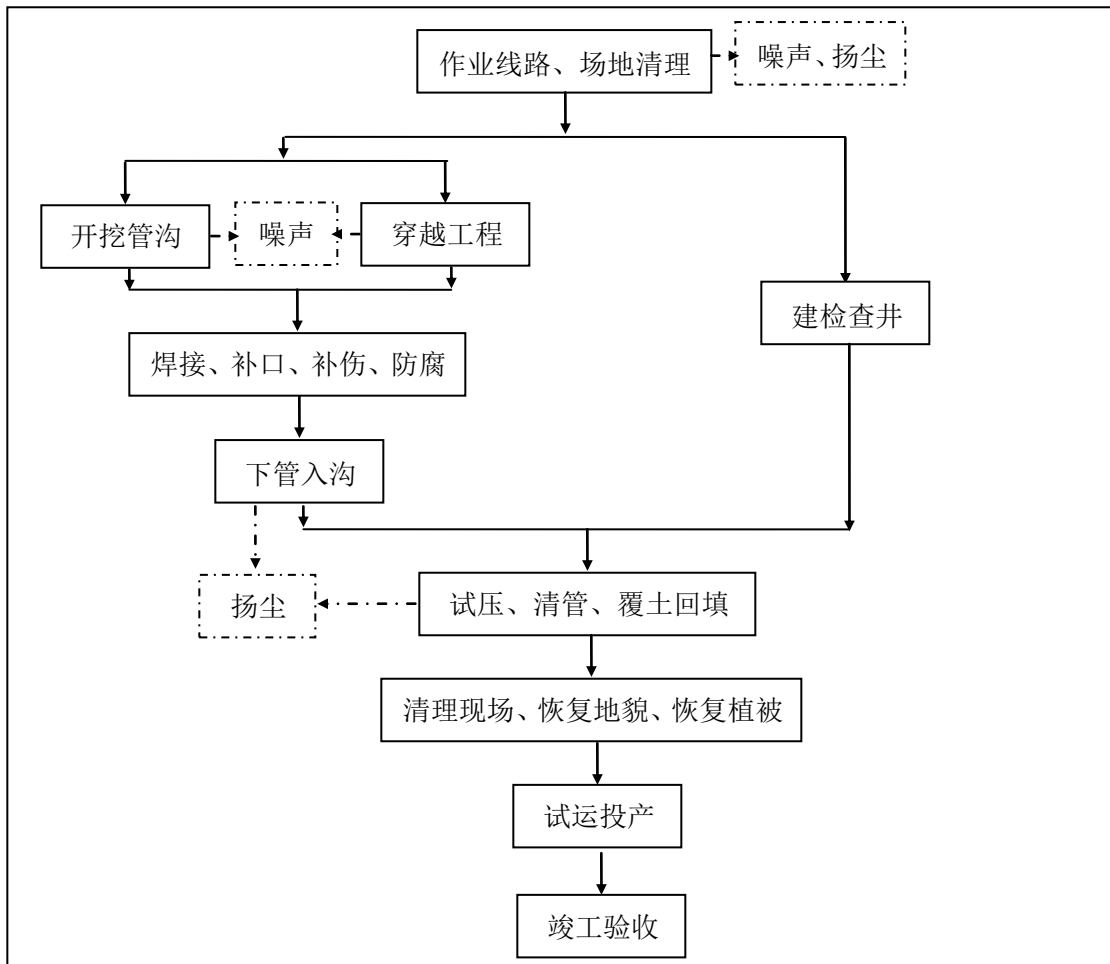 作业线路、场地清理
噪声、扬尘
开挖管沟
噪声
穿越工程
建检查井
焊接、补口、补伤、防腐
下管入沟
扬尘
试压、清管、覆土回填
清理现场、恢复地貌、恢复植被
试运投产
竣工验收